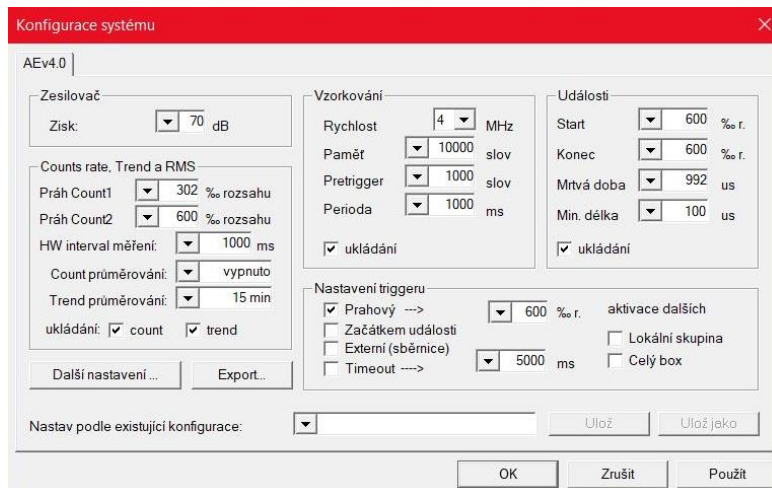 Konfigurace systému
AEv4.0
Zesilovač
Zisk: 70 dB
Counts rate, Trend a RMS
Práh Count1 302 ‰ rozsahu
Práh Count2 600 ‰ rozsahu
HW interval měření: 1000 ms
Count průměrování: vypnuto
Trend průměrování: 15 min
ukládání: count trend
Další nastavení ... Export...
Vzorkování
Rychlost 4 MHz
Paměť 10000 slov
Pretrigger 1000 slov
Perioda 1000 ms
ukládání
Události
Start 600 ‰ r.
Konec 600 ‰ r.
Mrtvá doba 992 us
Min. délka 100 us
ukládání
Nastavení triggeru
Prahový ---> 600 ‰ r. aktivace dalších
Začátkem události Lokální skupina
Externí (sběrnice) Celý box
Timeout ----> 5000 ms
Nastav podle existující konfigurace: Ulož Ulož jako
OK Zrušit Použít